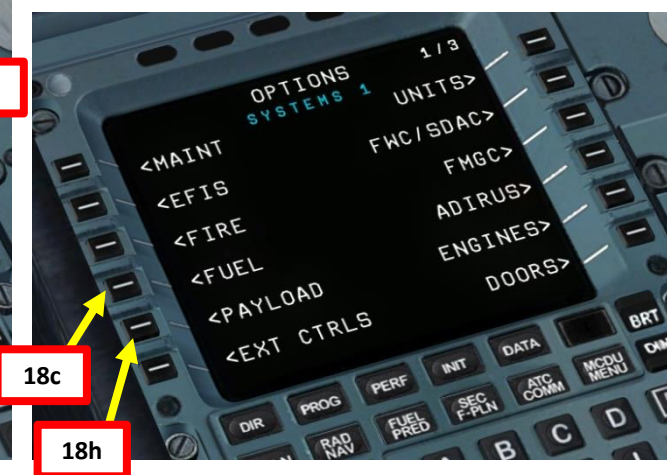 OPTIONS 1/3
SYSTEMS 1
UNITS>
<MAINT
FWC/SDAC>
<EFIS
FMGC>
<FIRE
ADIRUS>
<FUEL
ENGINES>
<PAYLOAD
DOORS>
<EXT CTRLS
18c
18h
DIR PROG PERF INIT DATA BRT
RAD NAV FUEL PRED SEC F-PLN ATC COMM MCDU MENU
B C D